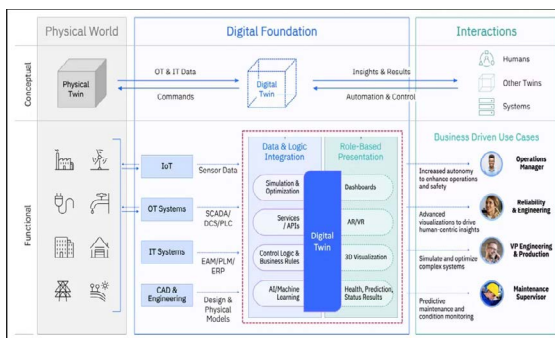 Physical World
Digital Foundation
Interactions
Conceptual
Physical
Twin
OT & IT Data
Commands
Digital
Twin
Insights & Results
Automation & Control
Humans
Other Twins
Systems
Functional
IoT
Sensor Data
OT Systems
SCADA/
DCS/PLC
IT Systems
EAM/PLM/
ERP
CAD &
Engineering
Design &
Physical
Models
Data & Logic
Integration
Simulation &
Optimization
Services
/ APIs
Control Logic &
Business Rules
AI/Machine
Learning
Digital
Twin
Role-Based
Presentation
Dashboards
AR/VR
3D Visualization
Health, Prediction,
Status Results
Business Driven Use Cases
Increased autonomy
to enhance operations
and safety
Operations
Manager
Advanced
visualizations to drive
human-centric insights
Reliability
& Engineering
Simulate and optimize
complex systems
VP Engineering
& Production
Predictive
maintenance and
condition monitoring
Maintenance
Supervisor